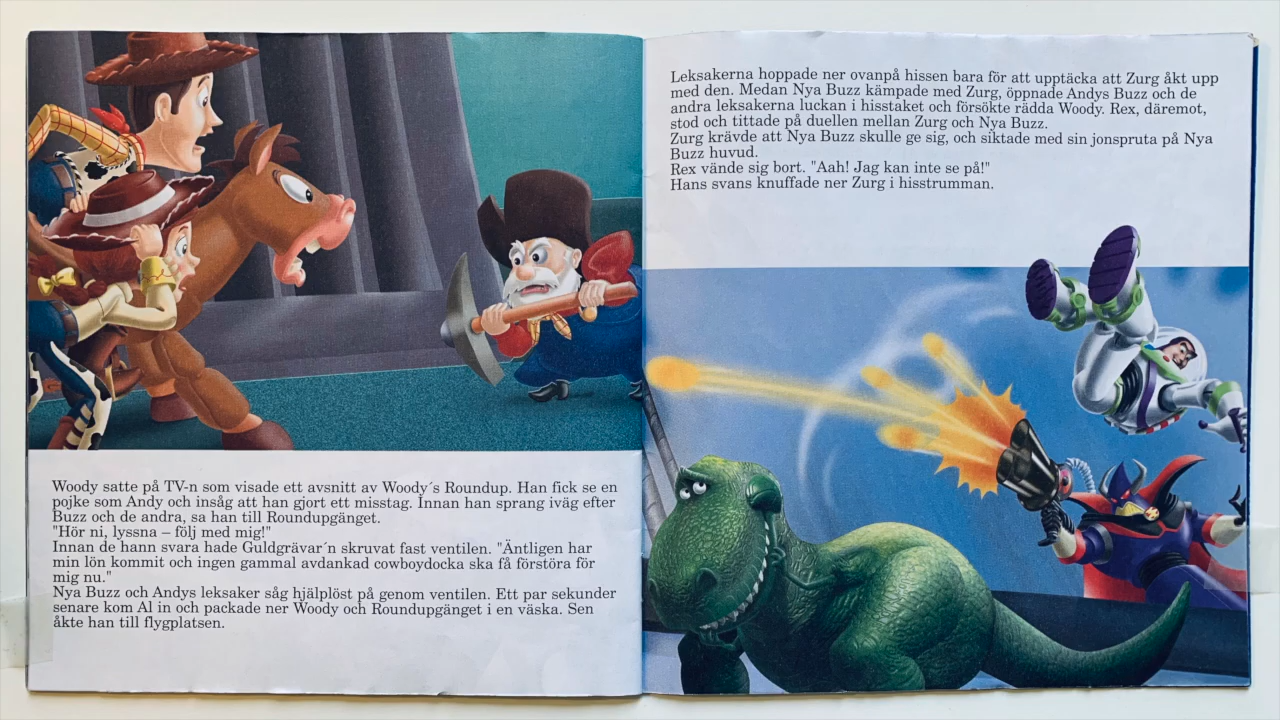 Woody satte på TV-n som visade ett avsnitt av Woody´s Roundup. Han fick se en
pojke som Andy och insåg att han gjort ett misstag. Innan han sprang iväg efter
Buzz och de andra, sa han till Roundupgänget.
"Hör ni, lyssna – följ med mig!"
Innan de hann svara hade Guldgrävar´n skruvat fast ventilen. "Äntligen har
min lön kommit och ingen gammal avdankad cowboydocka ska få förstöra för
mig nu."
Nya Buzz och Andys leksaker såg hjälplöst på genom ventilen. Ett par sekunder
senare kom Al in och packade ner Woody och Roundupgänget i en väska. Sen
åkte han till flygplatsen.
Leksakerna hoppade ner ovanpå hissen bara för att upptäcka att Zurg åkt upp
med den. Medan Nya Buzz kämpade med Zurg, öppnade Andys Buzz och de
andra leksakerna luckan i hisstaket och försökte rädda Woody. Rex, däremot,
stod och tittade på duellen mellan Zurg och Nya Buzz.
Zurg krävde att Nya Buzz skulle ge sig, och siktade med sin jonspruta på Nya
Buzz huvud.
Rex vände sig bort. "Aah! Jag kan inte se på!"
Hans svans knuffade ner Zurg i hisstrumman.